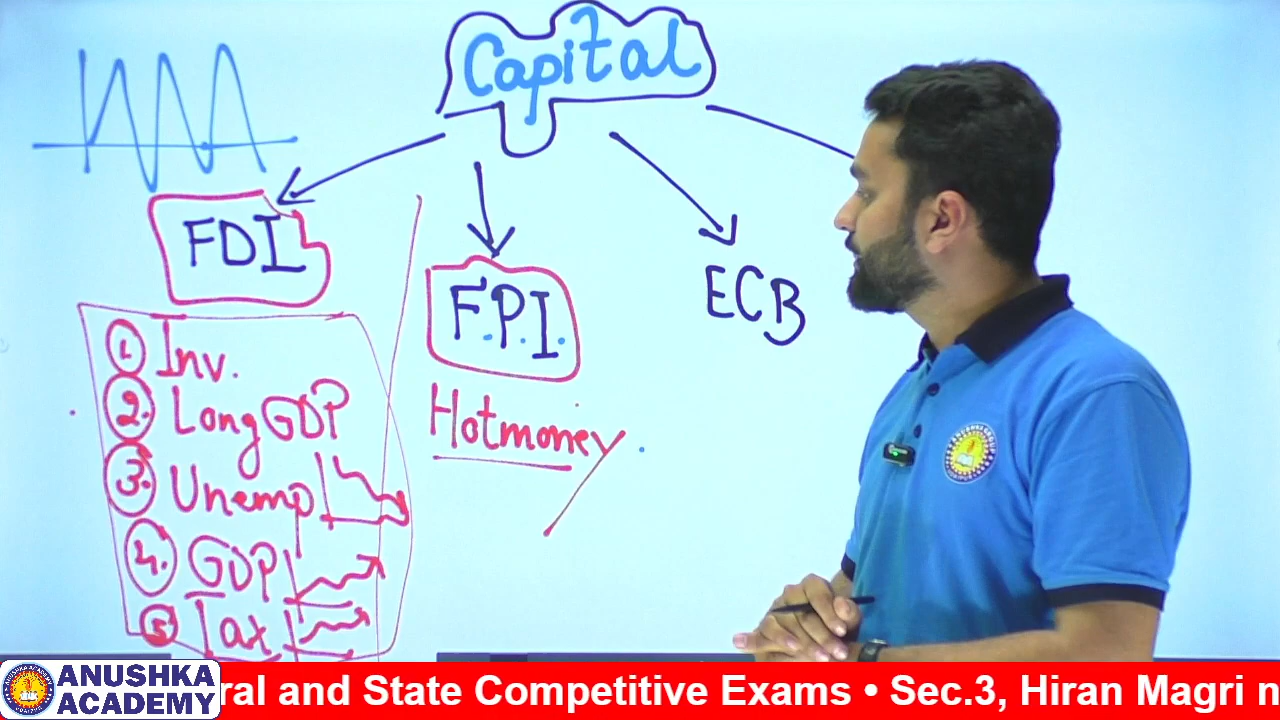 Capital
FDI
F.P.I.
ECB
1. Inv.
2. Long GDP
3. Unemp
4. GDP
5 Tax
Hotmoney
ANUSHKA
ACADEMY
ral and State Competitive Exams • Sec.3, Hiran Magri n